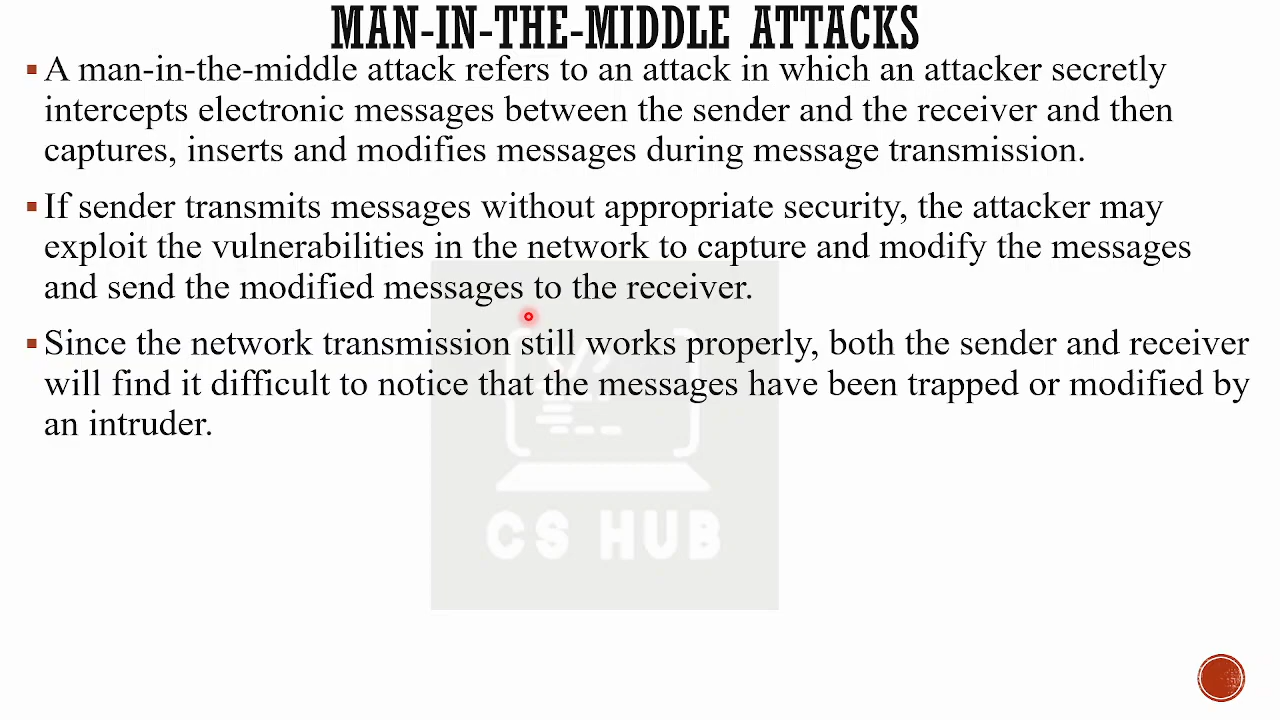 MAN-IN-THE-MIDDLE ATTACKS
A man-in-the-middle attack refers to an attack in which an attacker secretly
intercepts electronic messages between the sender and the receiver and then
captures, inserts and modifies messages during message transmission.
If sender transmits messages without appropriate security, the attacker may
exploit the vulnerabilities in the network to capture and modify the messages
and send the modified messages to the receiver.
Since the network transmission still works properly, both the sender and receiver
will find it difficult to notice that the messages have been trapped or modified by
an intruder.
CS HUB